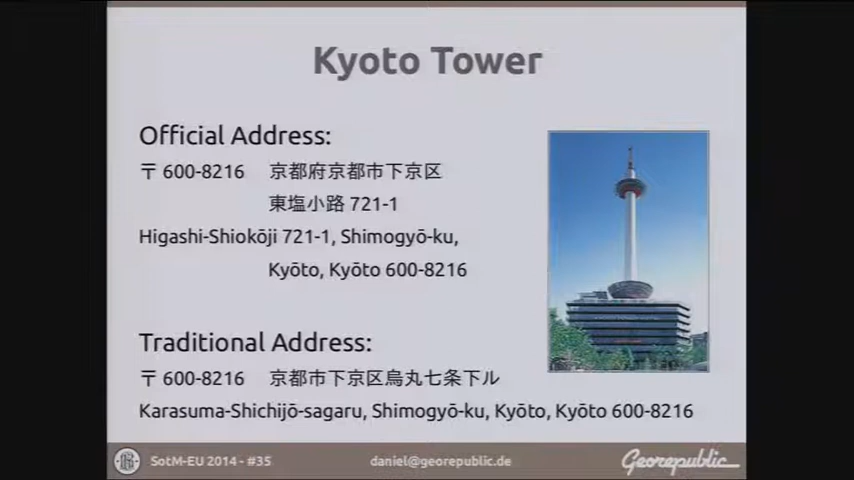 Kyoto Tower
Official Address:
〒 600-8216 京都府京都市下京区
東塩小路 721-1
Higashi-Shiokōji 721-1, Shimogyō-ku,
Kyōto, Kyōto 600-8216
Traditional Address:
〒 600-8216 京都市下京区烏丸七条下ル
Karasuma-Shichijō-sagaru, Shimogyō-ku, Kyōto, Kyōto 600-8216
SotM-EU 2014 - #35
daniel@georepublic.de
Georepublic